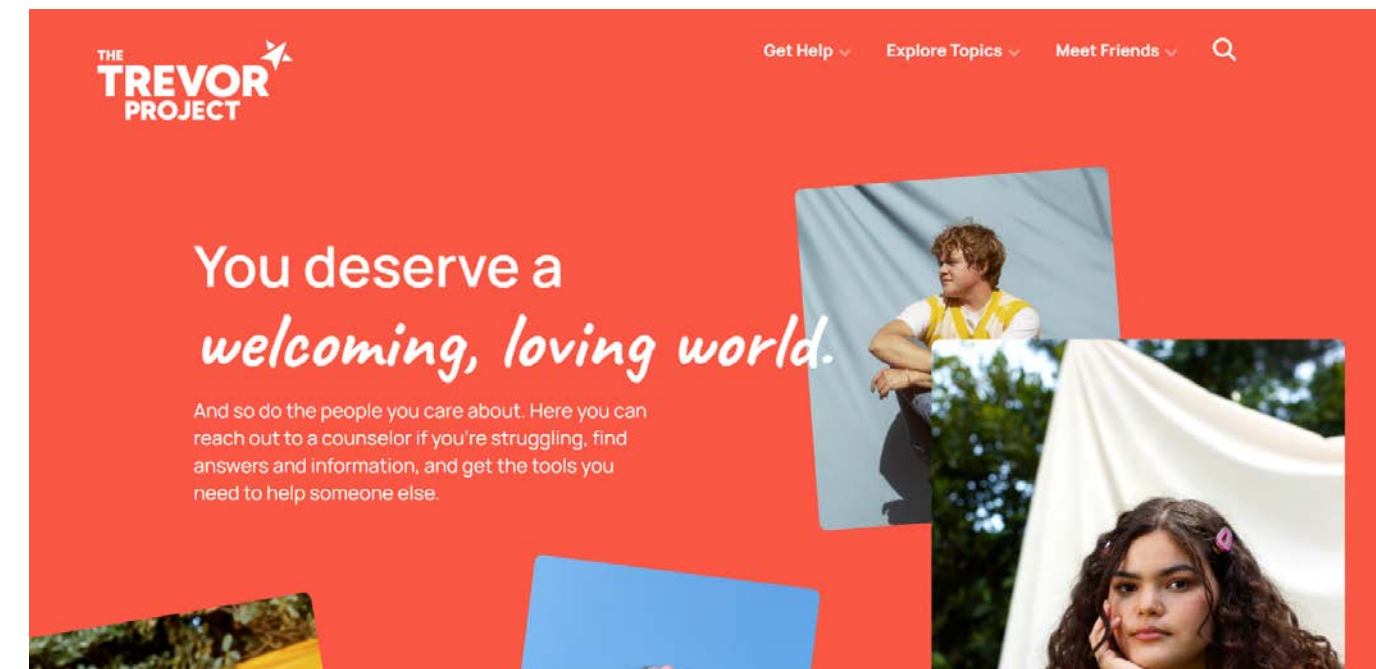 THE
TREVOR
PROJECT
Get Help
Explore Topics
Meet Friends
You deserve a
welcoming, loving world.
And so do the people you care about. Here you can
reach out to a counselor if you're struggling, find
answers and information, and get the tools you
need to help someone else.